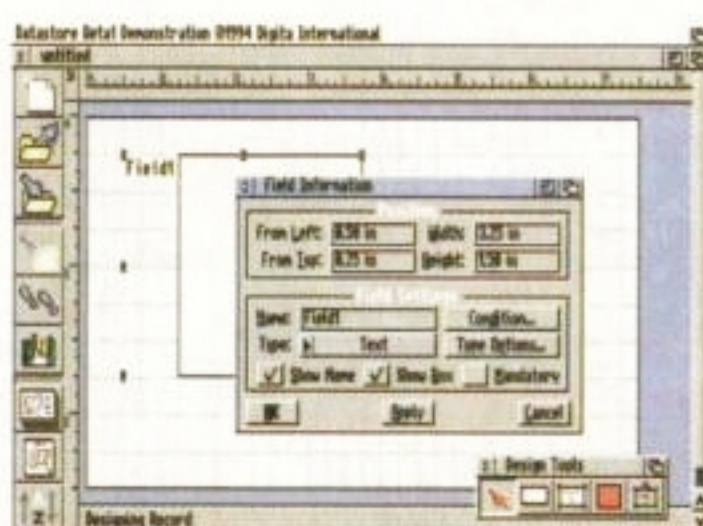 Datastore Beta1 Demonstration ©1994 Digita International
untitled
Field1
Field Information
Position
From Left: 0.50 in Width: 3.25 in
From Top: 0.25 in Height: 1.50 in
Field Settings
Name: Field1 Condition...
Type: Text Type Options...
Show Name Show Box Mandatory
OK Apply Cancel
Design Tools
Designing Record